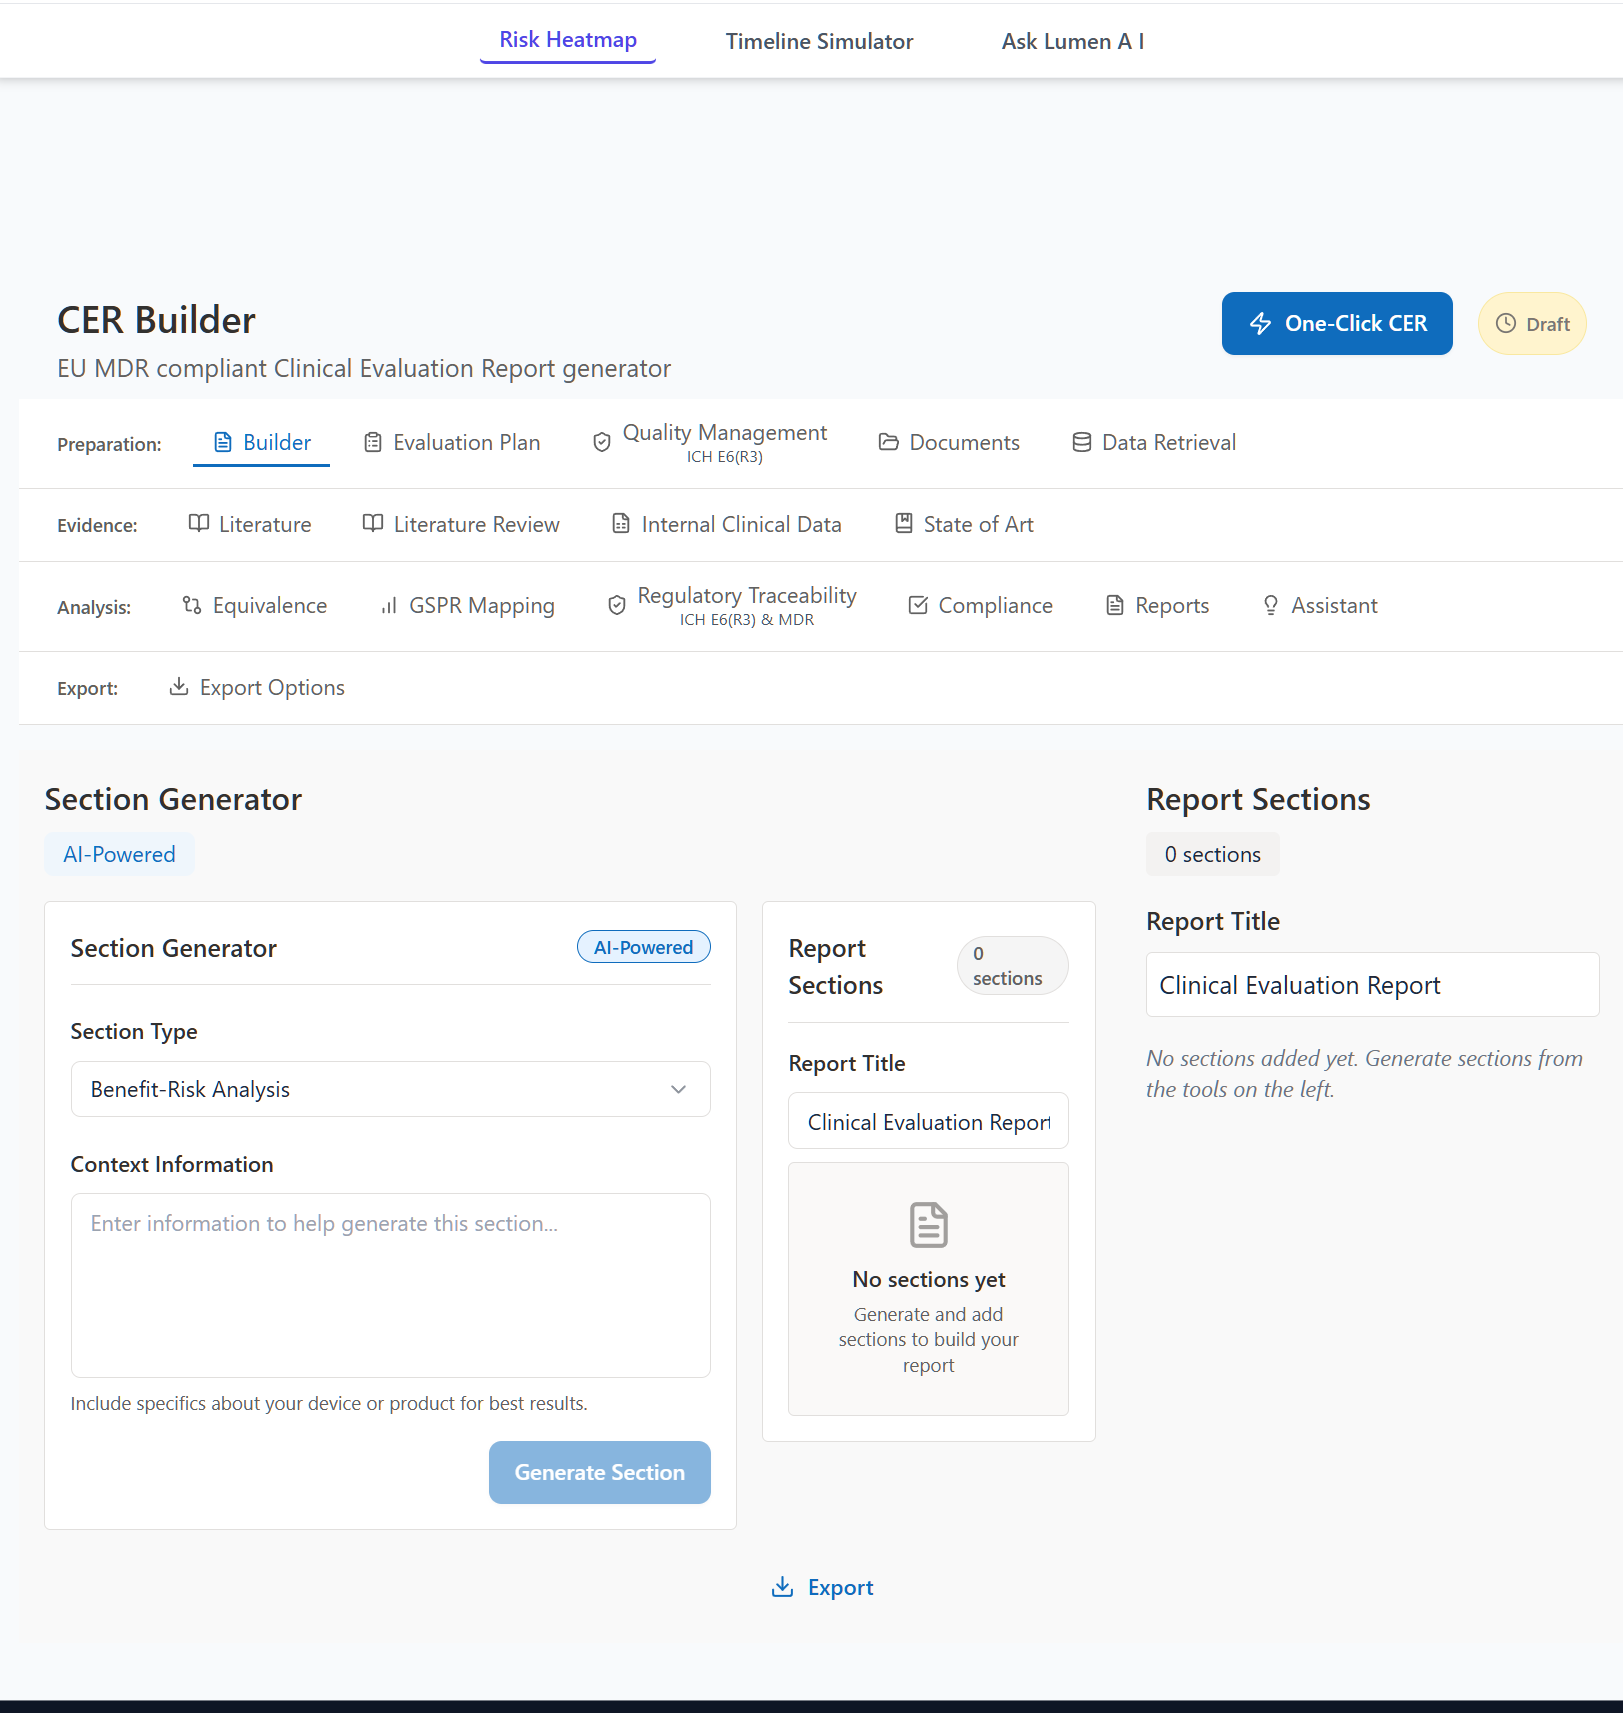 Risk Heatmap
Timeline Simulator
Ask Lumen A I
CER Builder
EU MDR compliant Clinical Evaluation Report generator
One-Click CER
Draft
Preparation:
Builder
Evaluation Plan
Quality Management
ICH E6(R3)
Documents
Data Retrieval
Evidence:
Literature
Literature Review
Internal Clinical Data
State of Art
Analysis:
Equivalence
GSPR Mapping
Regulatory Traceability
ICH E6(R3) & MDR
Compliance
Reports
Assistant
Export:
Export Options
Section Generator
AI-Powered
Section Generator
AI-Powered
Section Type
Benefit-Risk Analysis
Context Information
Enter information to help generate this section...
Include specifics about your device or product for best results.
Generate Section
Report
Sections
0
sections
Report Title
Clinical Evaluation Report
No sections yet
Generate and add
sections to build your
report
Export
Report Sections
0 sections
Report Title
Clinical Evaluation Report
No sections added yet. Generate sections from
the tools on the left.